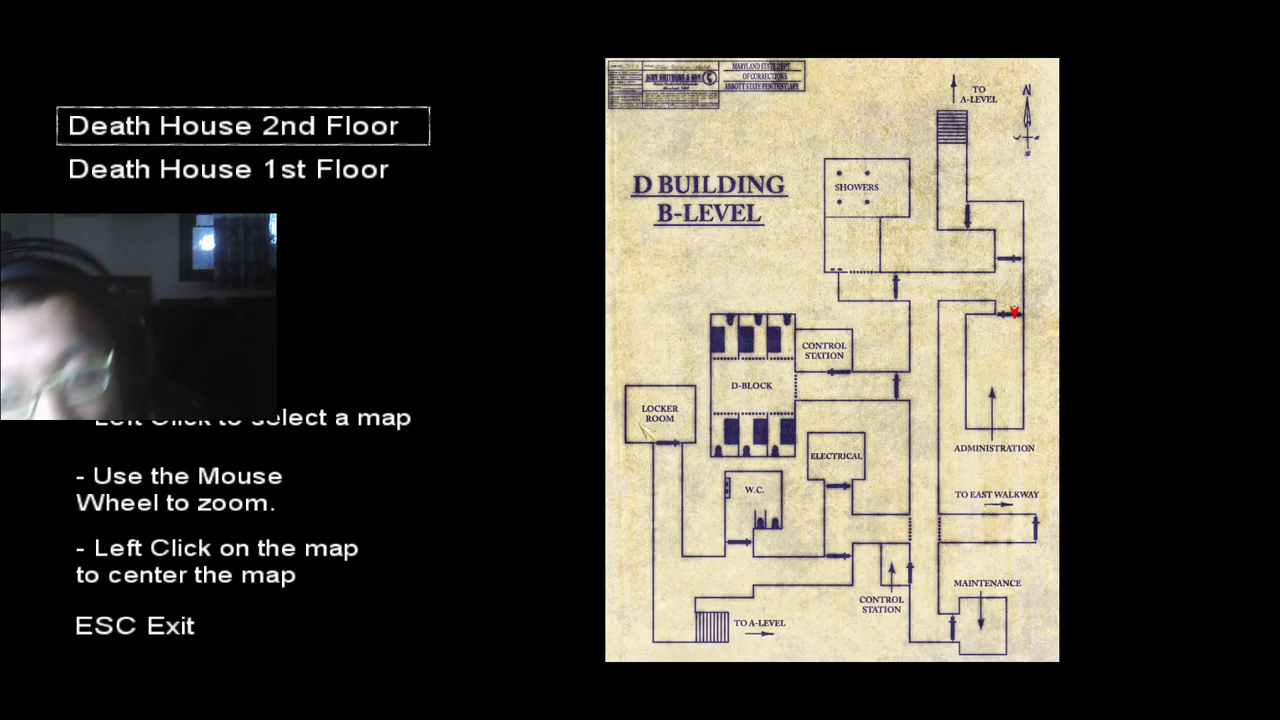 Death House 2nd Floor
Death House 1st Floor
- Left Click to select a map
- Use the Mouse
Wheel to zoom.
- Left Click on the map
to center the map
ESC Exit
MARYLAND STATE DEPT.
OF CORRECTIONS
ABBOTT STATE PENITENTIARY
D BUILDING
B-LEVEL
TO
A-LEVEL
N
S
SHOWERS
CONTROL
STATION
D-BLOCK
LOCKER
ROOM
ELECTRICAL
W.C.
ADMINISTRATION
TO EAST WALKWAY
MAINTENANCE
CONTROL
STATION
TO A-LEVEL